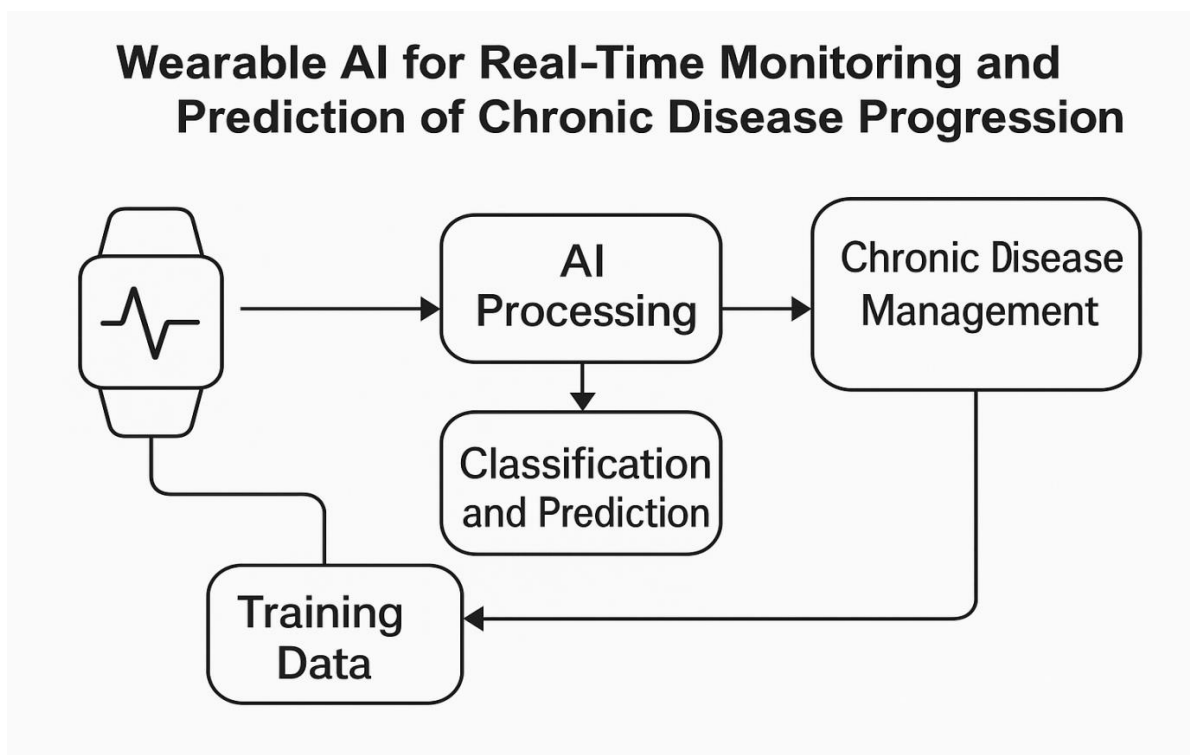 Wearable AI for Real-Time Monitoring and
Prediction of Chronic Disease Progression
AI
Processing
Chronic Disease
Management
Classification
and Prediction
Training
Data